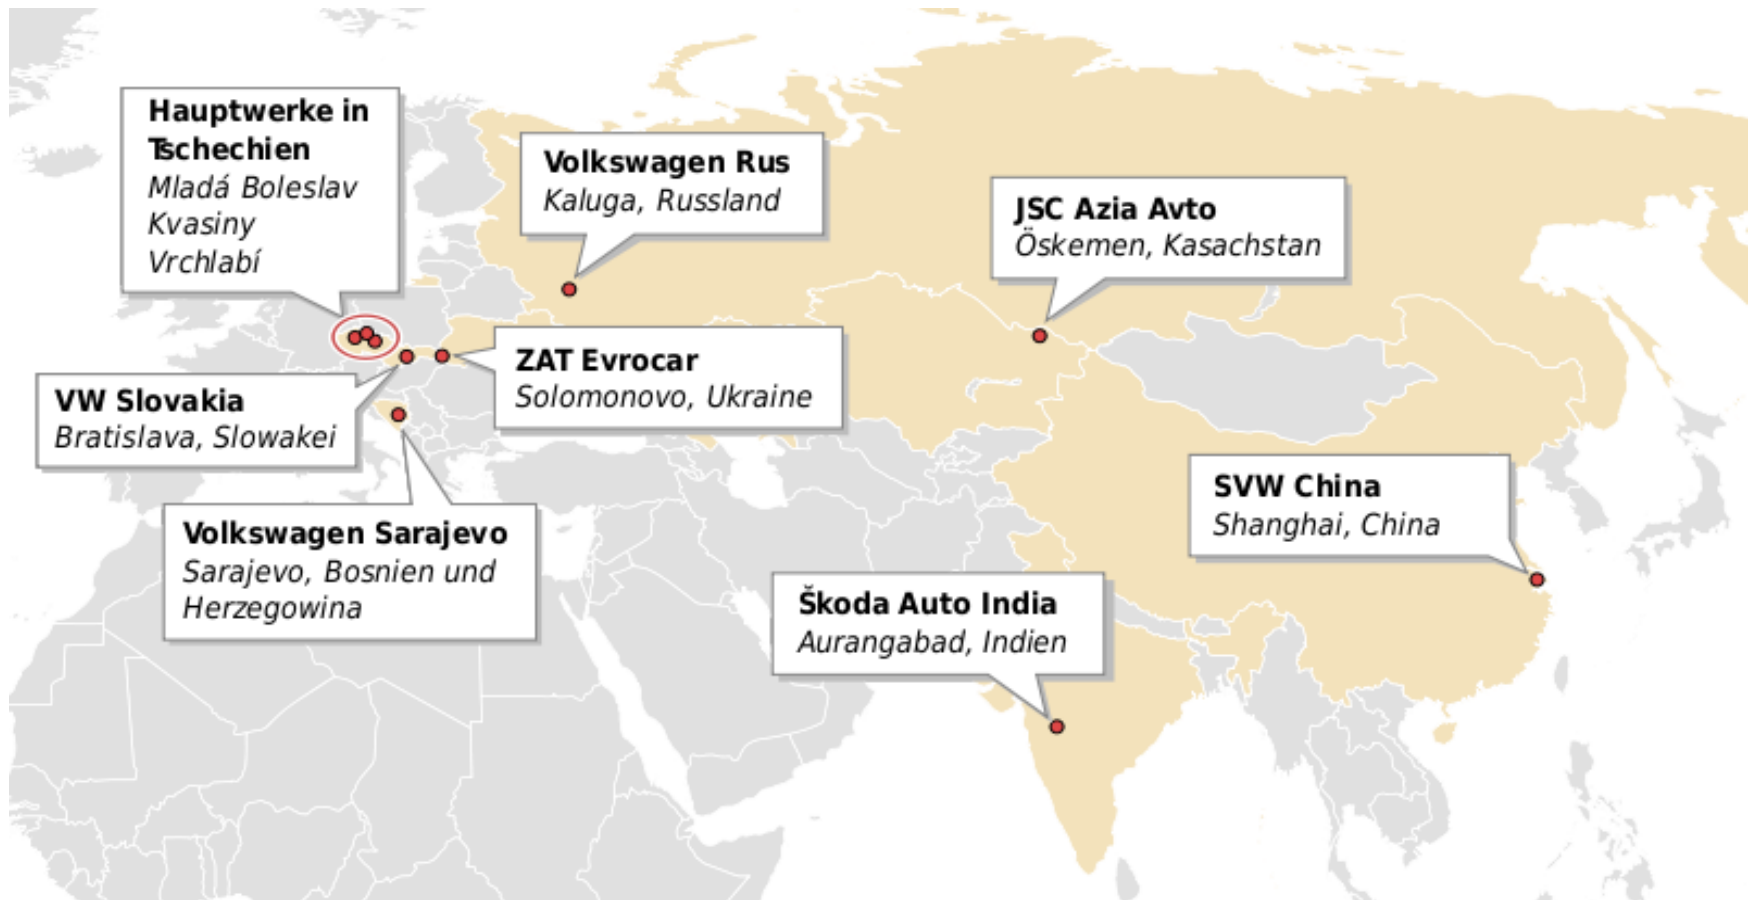 Hauptwerke in
Tschechien
Mladá Boleslav
Kvasiny
Vrchlabí
Volkswagen Rus
Kaluga, Russland
JSC Azia Avto
Öskemen, Kasachstan
ZAT Evrocar
Solomonovo, Ukraine
VW Slovakia
Bratislava, Slowakei
SVW China
Shanghai, China
Volkswagen Sarajevo
Sarajevo, Bosnien und
Herzegowina
Škoda Auto India
Aurangabad, Indien